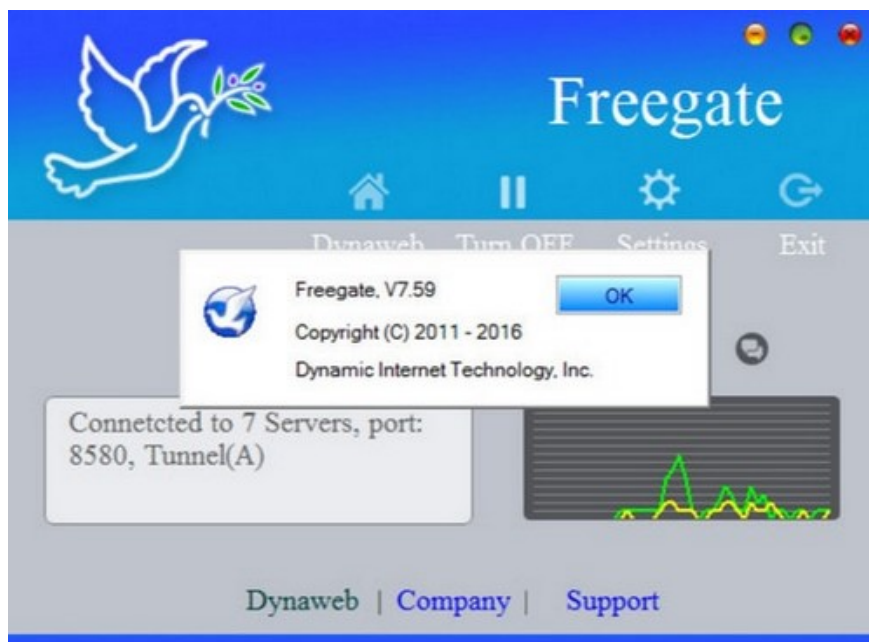 Freegate
Dynaweb Turn OFF Settings Exit
Freegate, V7.59
OK
Copyright (C) 2011 - 2016
Dynamic Internet Technology, Inc.
Connetcted to 7 Servers, port:
8580, Tunnel(A)
Dynaweb | Company | Support